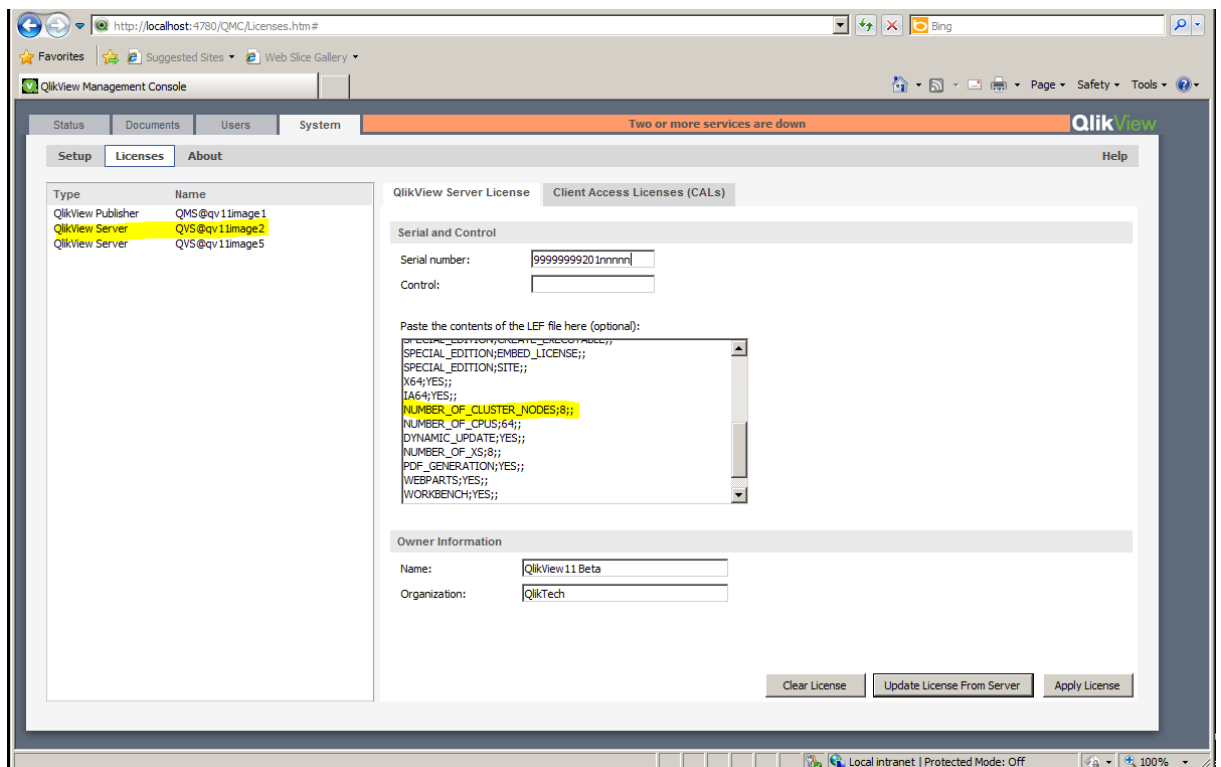 http://localhost:4780/QMC/Licenses.htm#
Bing
Favorites
Suggested Sites
Web Slice Gallery
QlikView Management Console
Page
Safety
Tools
Status
Documents
Users
System
Two or more services are down
QlikView
Setup
Licenses
About
Help
Type Name
QlikView Publisher QMS@qv11image1
QlikView Server QVS@qv11image2
QlikView Server QVS@qv11image5
QlikView Server License
Client Access Licenses (CALs)
Serial and Control
Serial number: 99999999201nnnnn
Control:
Paste the contents of the LEF file here (optional):
SPECIAL_EDITION;CREATE_EXECUTABLE;;
SPECIAL_EDITION;EMBED_LICENSE;;
SPECIAL_EDITION;SITE;;
X64;YES;;
IA64;YES;;
NUMBER_OF_CLUSTER_NODES;8;;
NUMBER_OF_CPUS;64;;
DYNAMIC_UPDATE;YES;;
NUMBER_OF_XS;8;;
PDF_GENERATION;YES;;
WEBPARTS;YES;;
WORKBENCH;YES;;
Owner Information
Name: QlikView11 Beta
Organization: QlikTech
Clear License
Update License From Server
Apply License
Local intranet | Protected Mode: Off
100%